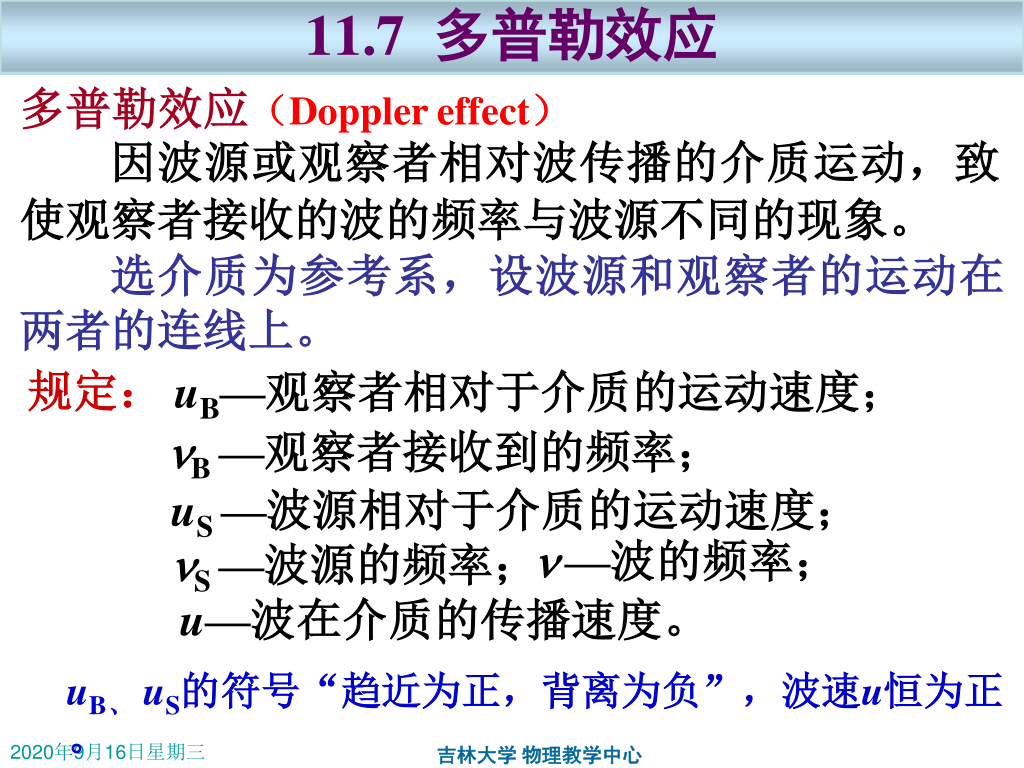 11.7 多普勒效应
多普勒效应（Doppler effect）
因波源或观察者相对波传播的介质运动，致
使观察者接收的波的频率与波源不同的现象。
选介质为参考系，设波源和观察者的运动在
两者的连线上。
规定： uB—观察者相对于介质的运动速度；
νB —观察者接收到的频率；
uS —波源相对于介质的运动速度；
νS —波源的频率；ν —波的频率；
u—波在介质的传播速度。
uB、uS的符号“趋近为正，背离为负”，波速u恒为正
。
2020年9月16日星期三
吉林大学 物理教学中心